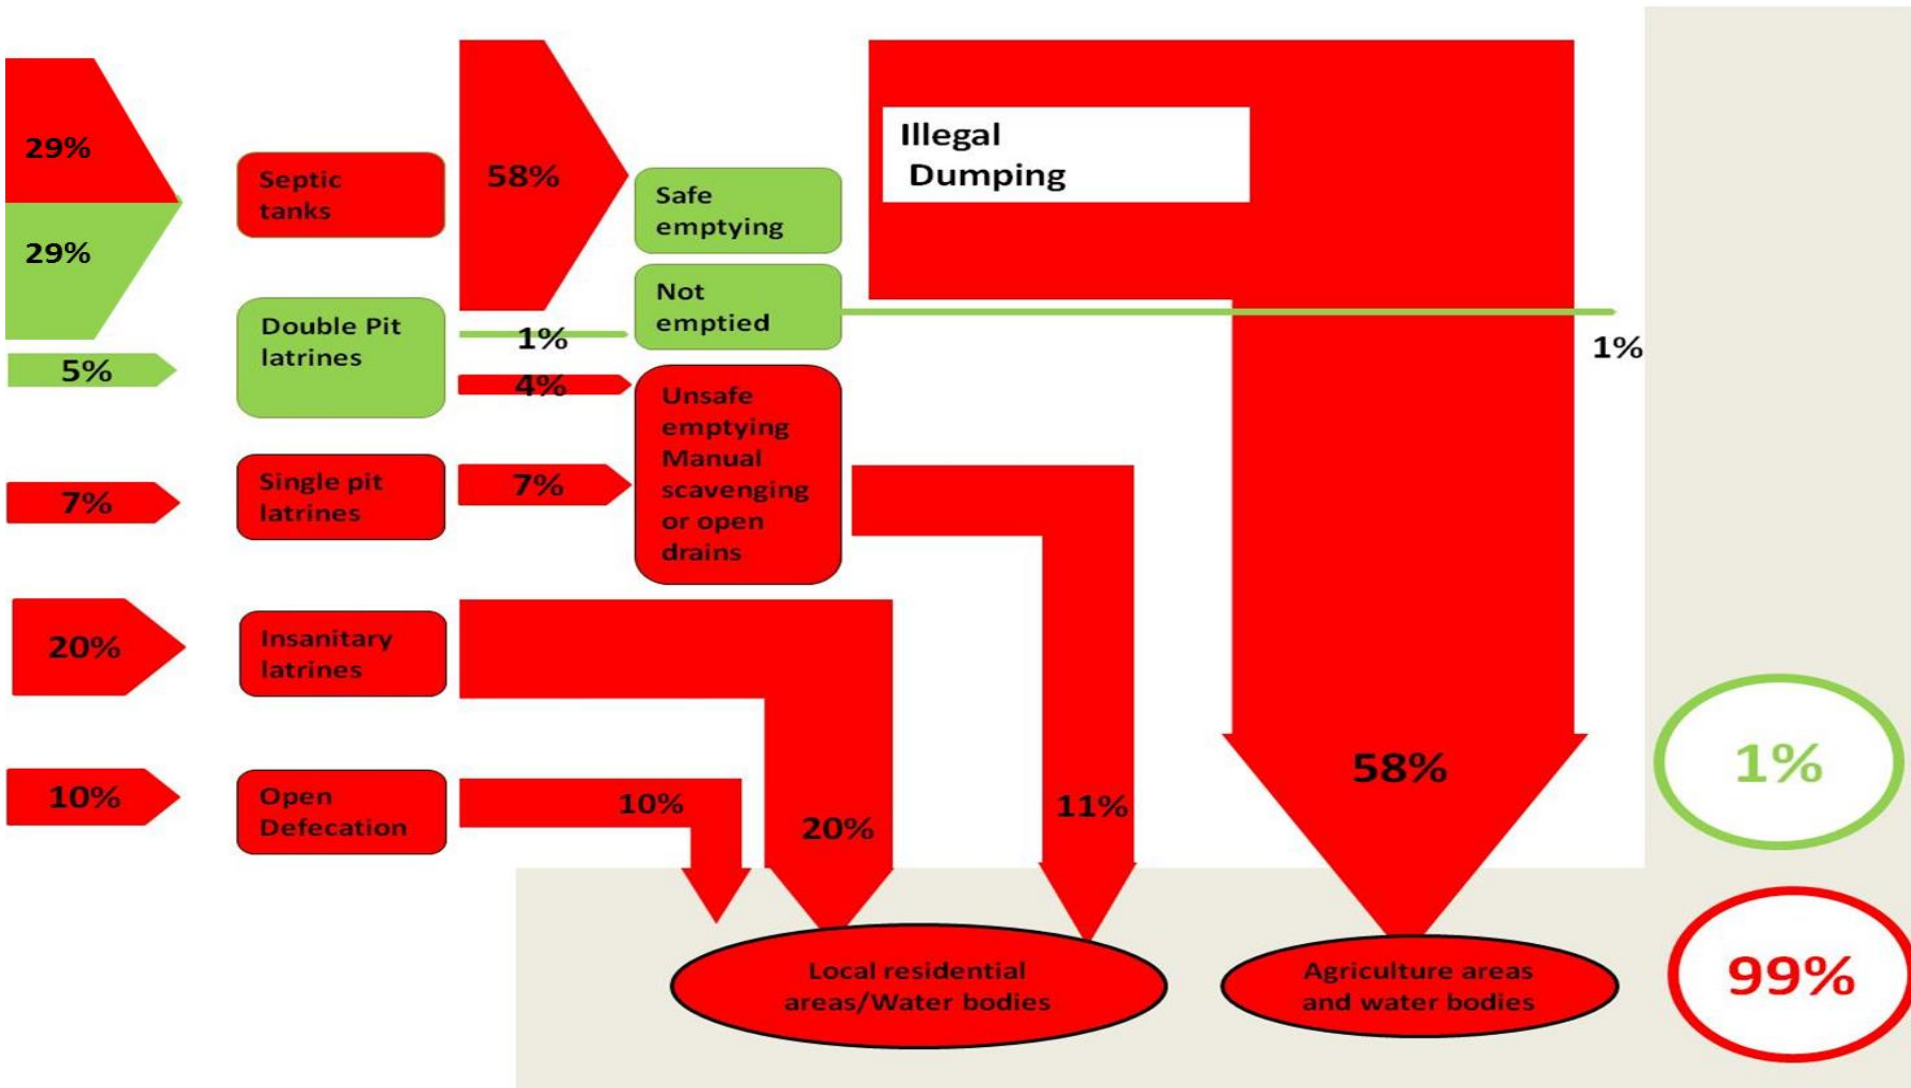 29%
29%
5%
7%
20%
10%
Septic
tanks
Double Pit
latrines
Single pit
latrines
Insanitary
latrines
Open
Defecation
58%
1%
4%
7%
Safe
emptying
Not
emptied
Unsafe
emptying
Manual
scavenging
or open
drains
Illegal
Dumping
1%
10%
20%
11%
58%
Local residential
areas/Water bodies
Agriculture areas
and water bodies
1%
99%